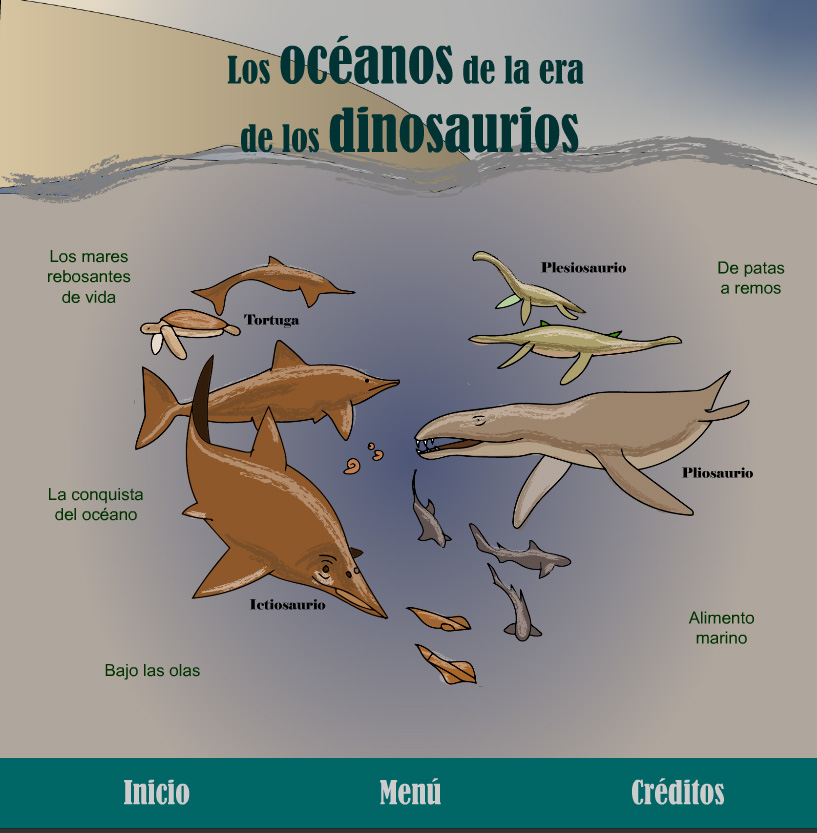 Los océanos de la era
de los dinosaurios
Los mares
rebosantes
de vida
Plesiosaurio
De patas
a remos
Tortuga
Pliosaurio
La conquista
del océano
Ictiosaurio
Alimento
marino
Bajo las olas
Inicio
Menú
Créditos